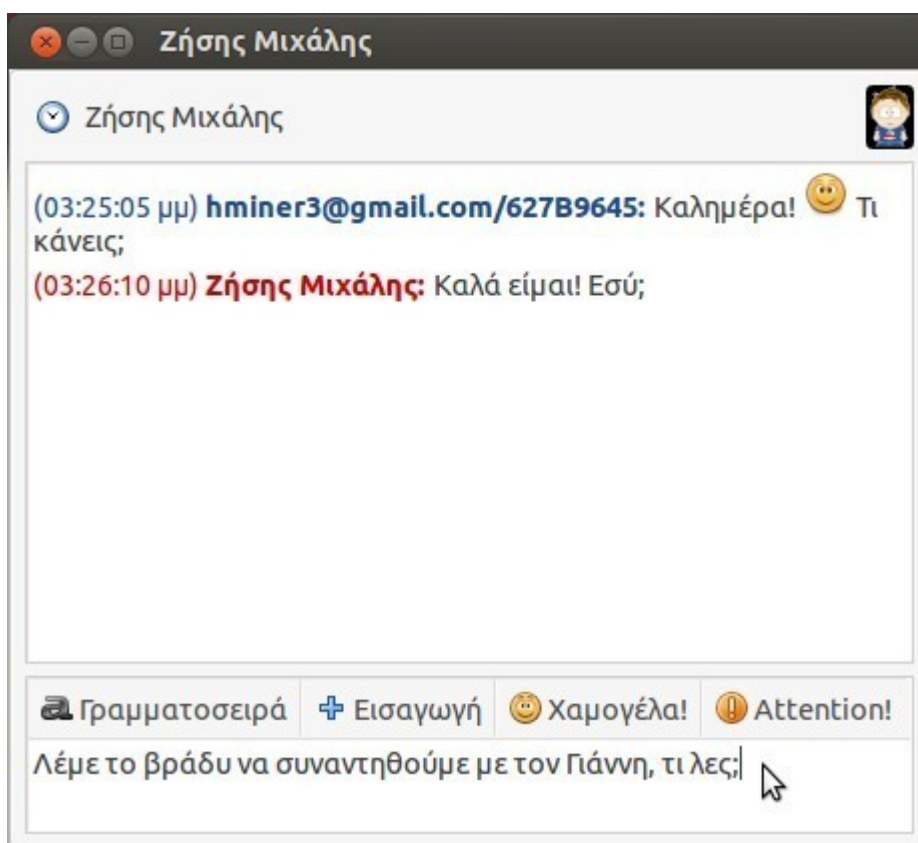 Ζήσης Μιχάλης
Ζήσης Μιχάλης
(03:25:05 μμ) hminer3@gmail.com/627B9645: Καλημέρα! Τι
κάνεις;
(03:26:10 μμ) Ζήσης Μιχάλης: Καλά είμαι! Εσύ;
Γραμματοσειρά Εισαγωγή Χαμογέλα! Attention!
Λέμε το βράδυ να συναντηθούμε με τον Γιάννη, τι λες;